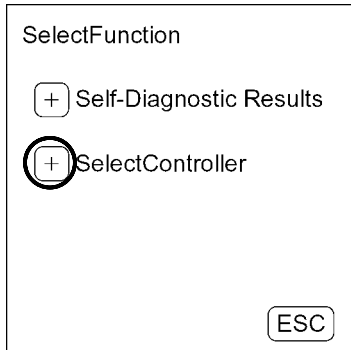 SelectFunction
+ Self-Diagnostic Results
+ SelectController
ESC